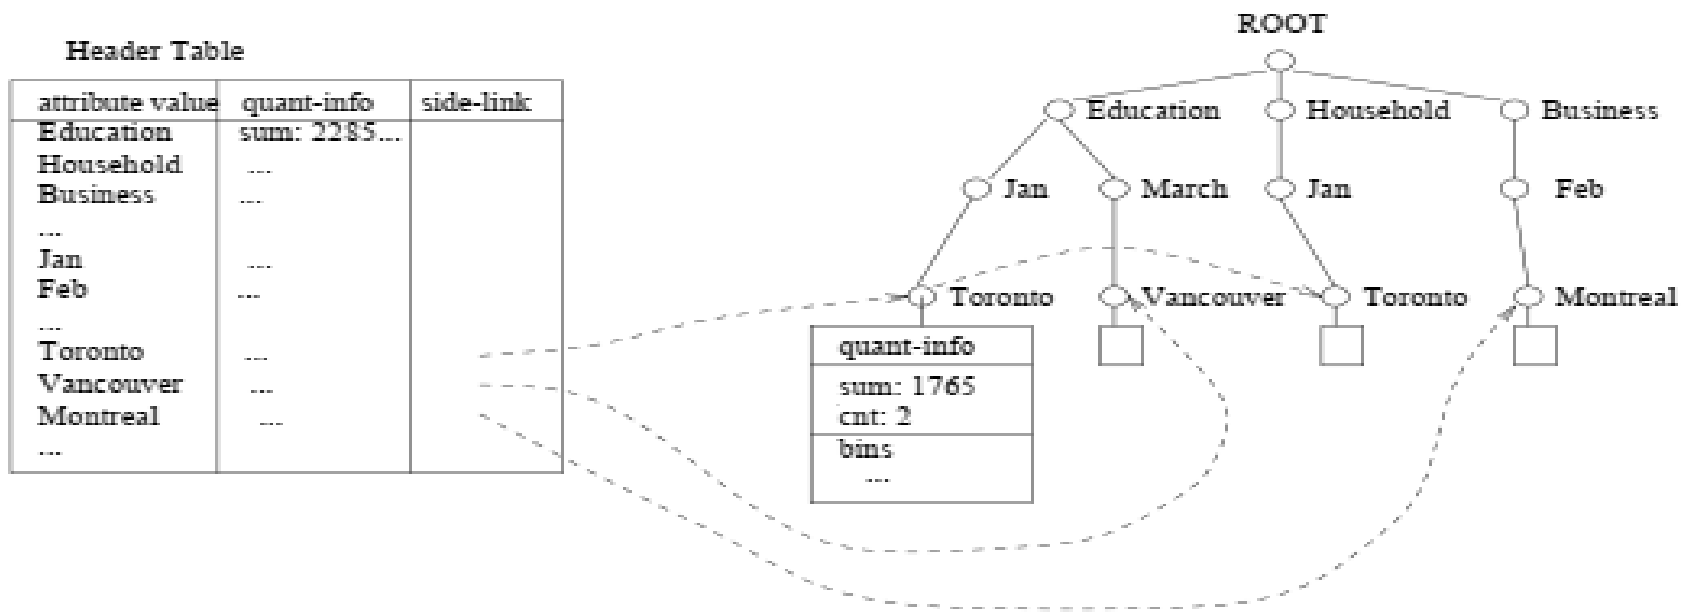 Header Table
attribute value quant-info side-link
Education sum: 2285...
Household ....
Business ....
...
Jan ....
Feb ....
...
Toronto ....
Vancouver ...
Montreal ....
...
ROOT
Education Household Business
Jan March Jan Feb
Toronto Vancouver Toronto Montreal
quant-info
sum: 1765
cnt: 2
bins
....